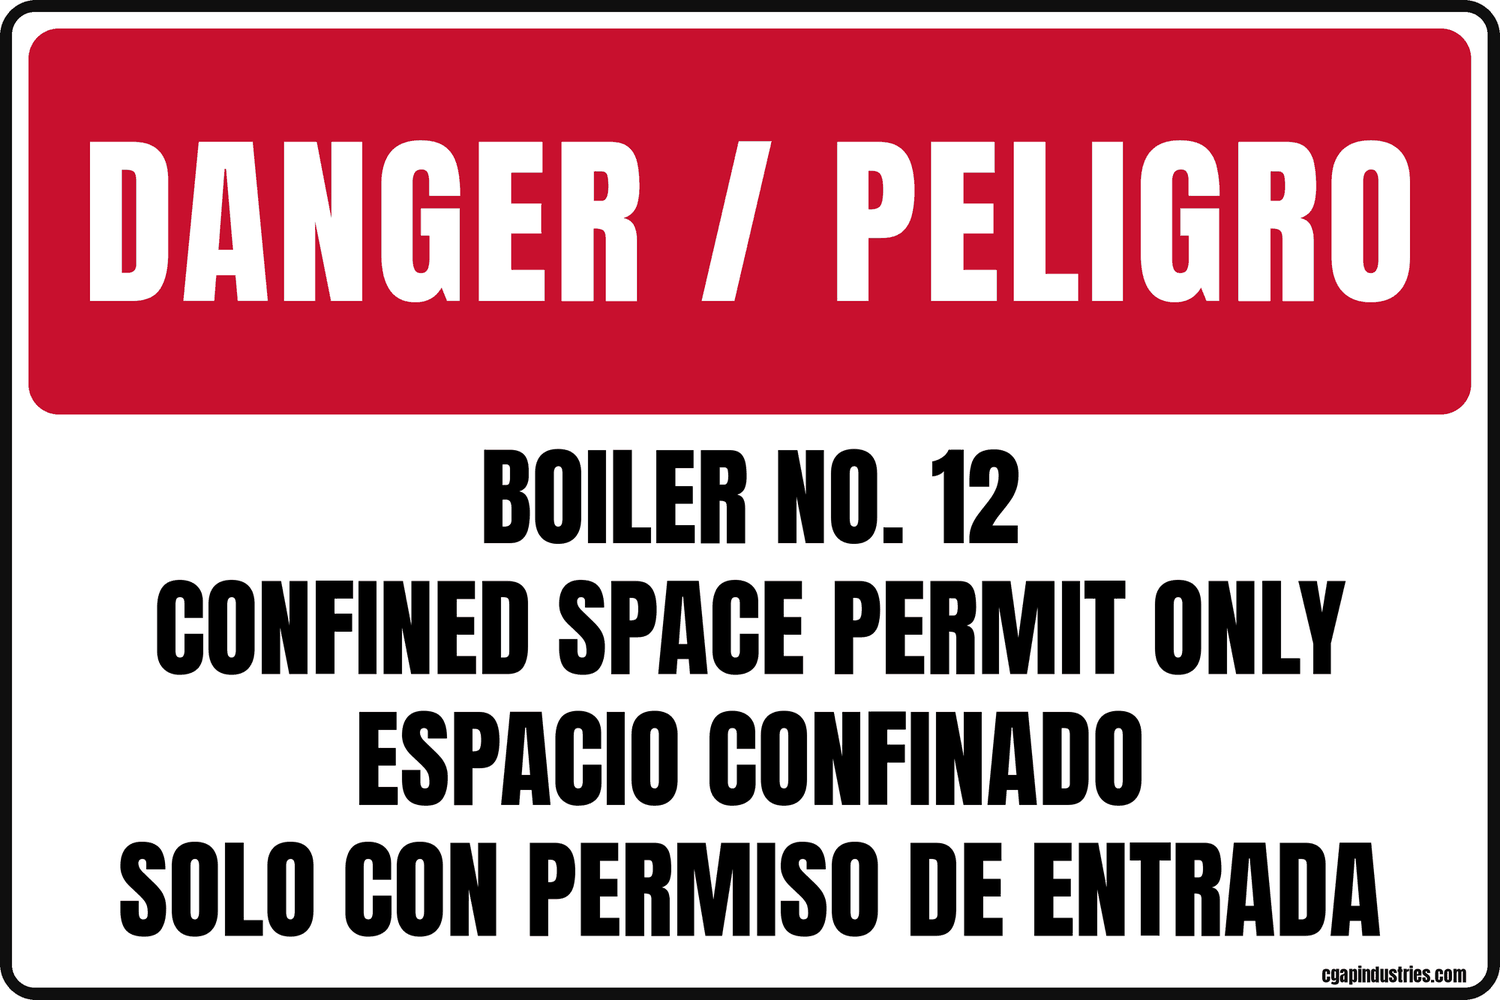 DANGER / PELIGRO
BOILER NO. 12
CONFINED SPACE PERMIT ONLY
ESPACIO CONFINADO
SOLO CON PERMISO DE ENTRADA
cgapindustries.com